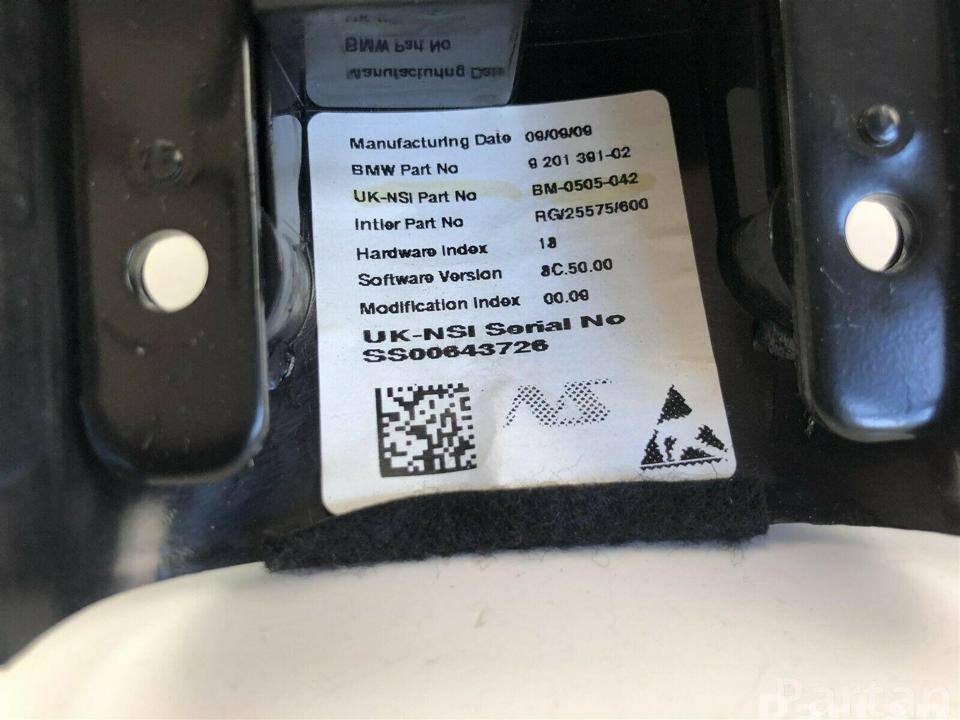 BMW Part No
Manufacturing Date
Manufacturing Date 09/09/09
BMW Part No 9 201 391-02
UK-NSI Part No BM-0505-042
Intier Part No RG/25575/600
Hardware Index 18
Software Version 8C.50.00
Modification Index 00.09
UK-NSI Serial No
SS00643726
NS
Partan